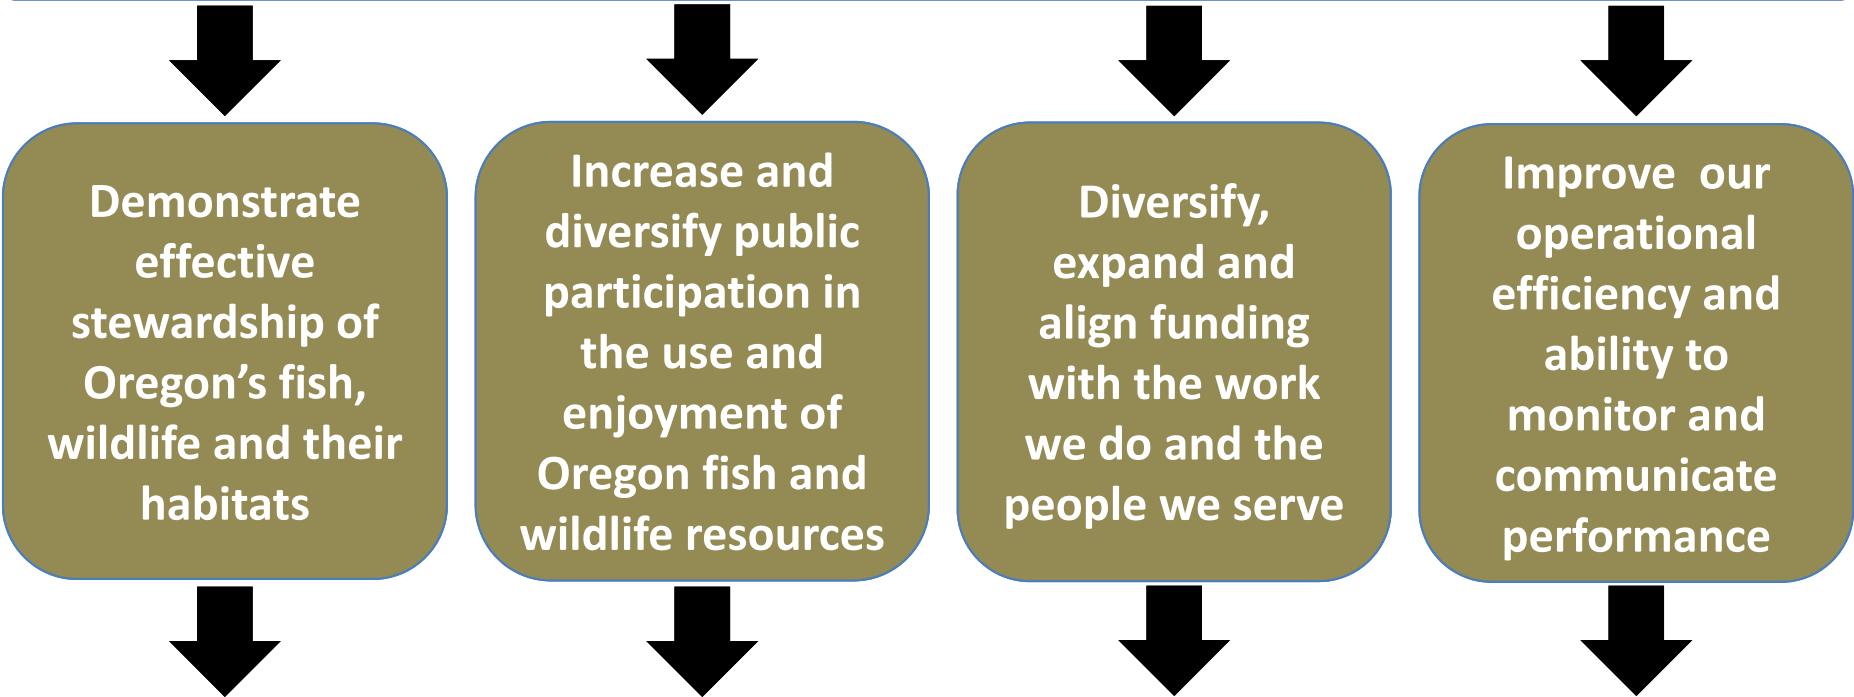 Demonstrate
effective
stewardship of
Oregon’s fish,
wildlife and their
habitats
Increase and
diversify public
participation in
the use and
enjoyment of
Oregon fish and
wildlife resources
Diversify,
expand and
align funding
with the work
we do and the
people we serve
Improve  our
operational
efficiency and
ability to
monitor and
communicate
performance